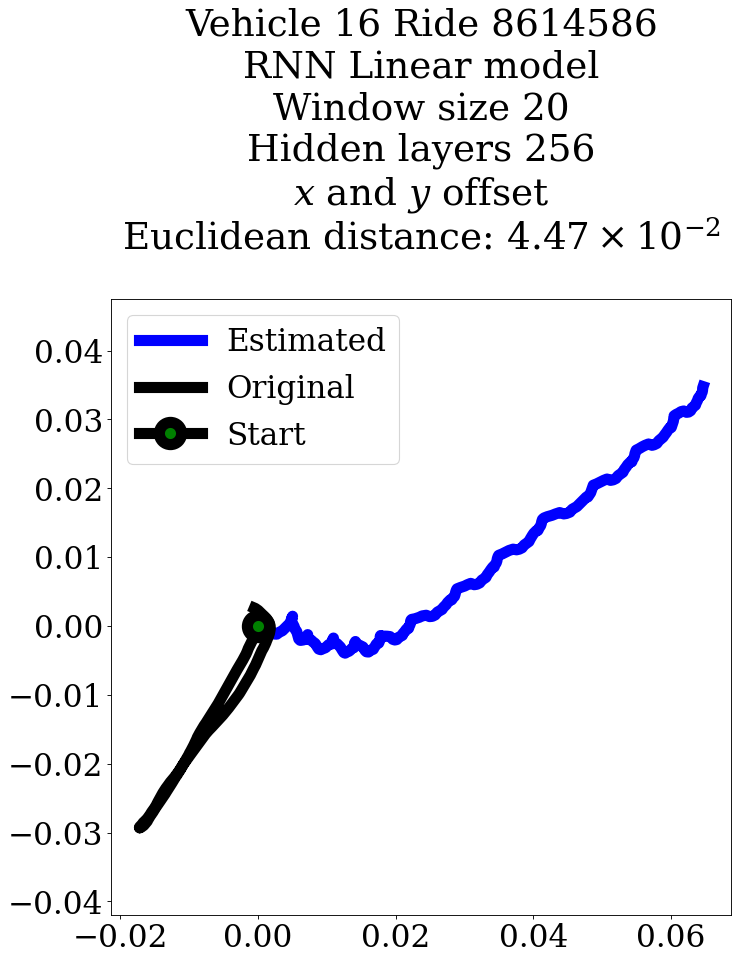 Vehicle 16 Ride 8614586
RNN Linear model
Window size 20
Hidden layers 256
x and y offset
Euclidean distance: 4.47 × 10⁻²
Estimated
Original
Start
0.04
0.03
0.02
0.01
0.00
−0.01
−0.02
−0.03
−0.04
−0.02 0.00 0.02 0.04 0.06